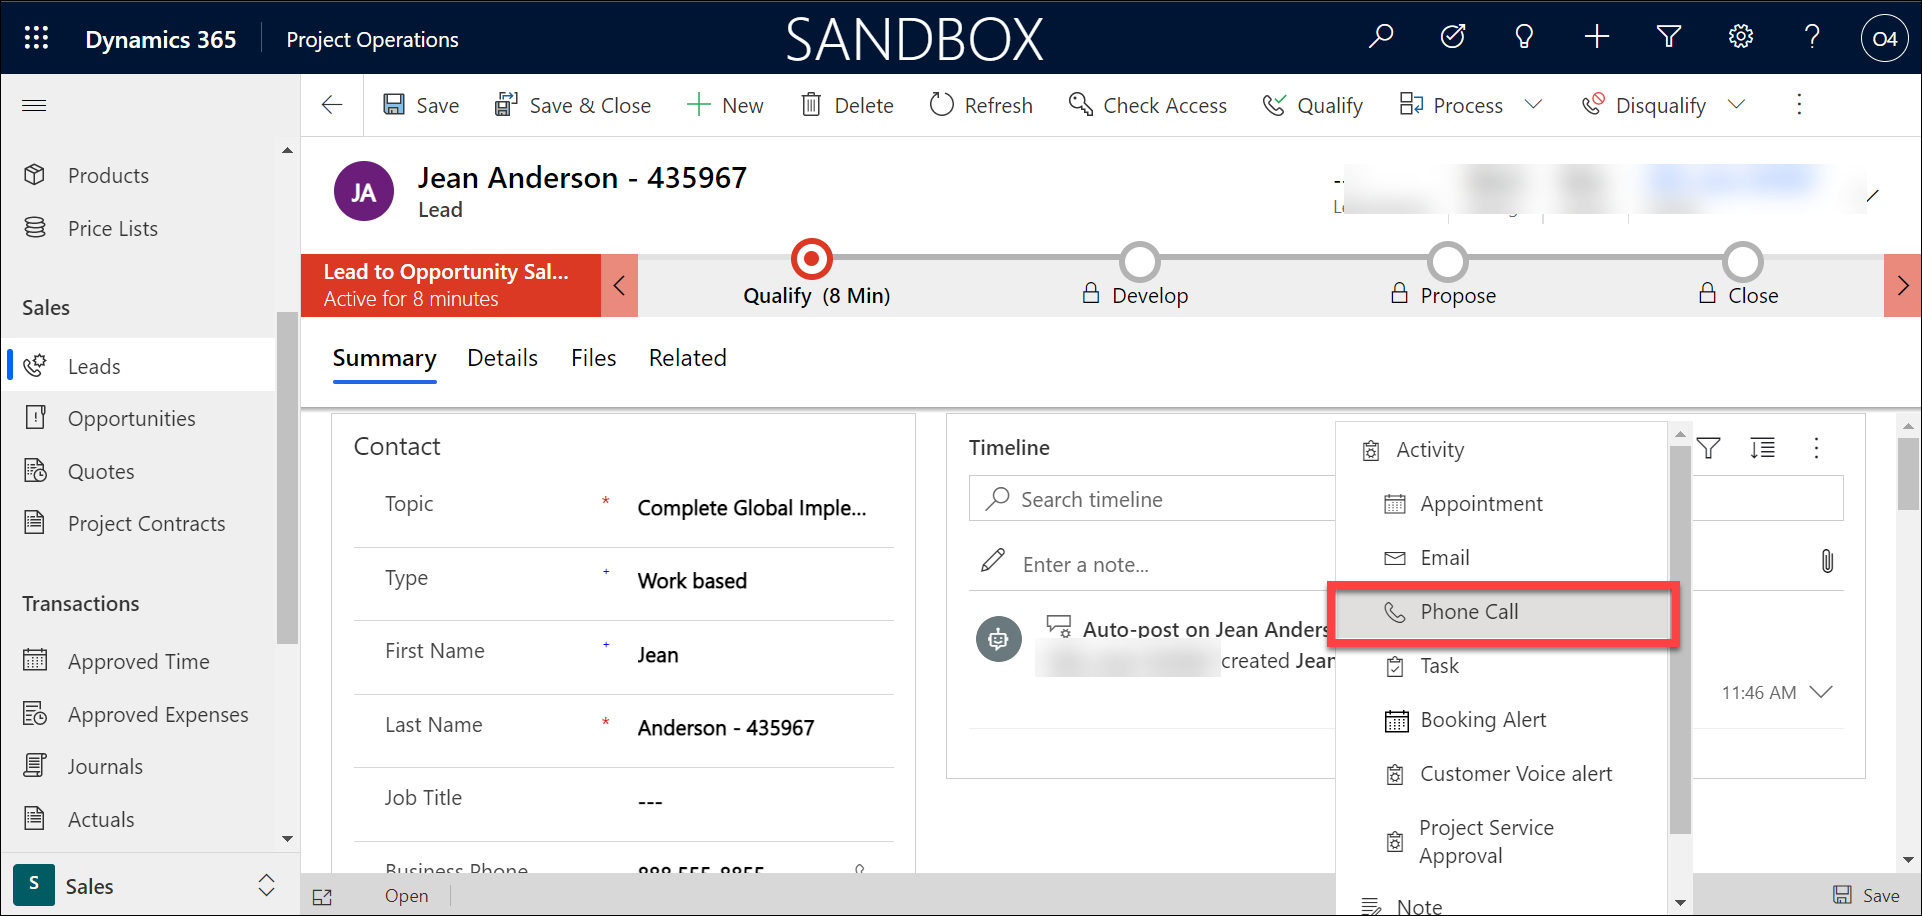 Dynamics 365 Project Operations SANDBOX O4
Save Save & Close New Delete Refresh Check Access Qualify Process Disqualify
Products
Price Lists
Sales
Leads
Opportunities
Quotes
Project Contracts
Transactions
Approved Time
Approved Expenses
Journals
Actuals
S Sales
JA
Jean Anderson - 435967
Lead
---
Lead to Opportunity Sal...
Active for 8 minutes
Qualify (8 Min)
Develop
Propose
Close
Summary Details Files Related
Contact
Topic * Complete Global Imple...
Type + Work based
First Name + Jean
Last Name * Anderson - 435967
Job Title ---
Business Phone 888-555-8855
Timeline
Search timeline
Enter a note...
Auto-post on Jean Anders
created Jean
11:46 AM
Activity
Appointment
Email
Phone Call
Task
Booking Alert
Customer Voice alert
Project Service
Approval
Note
Open
Save